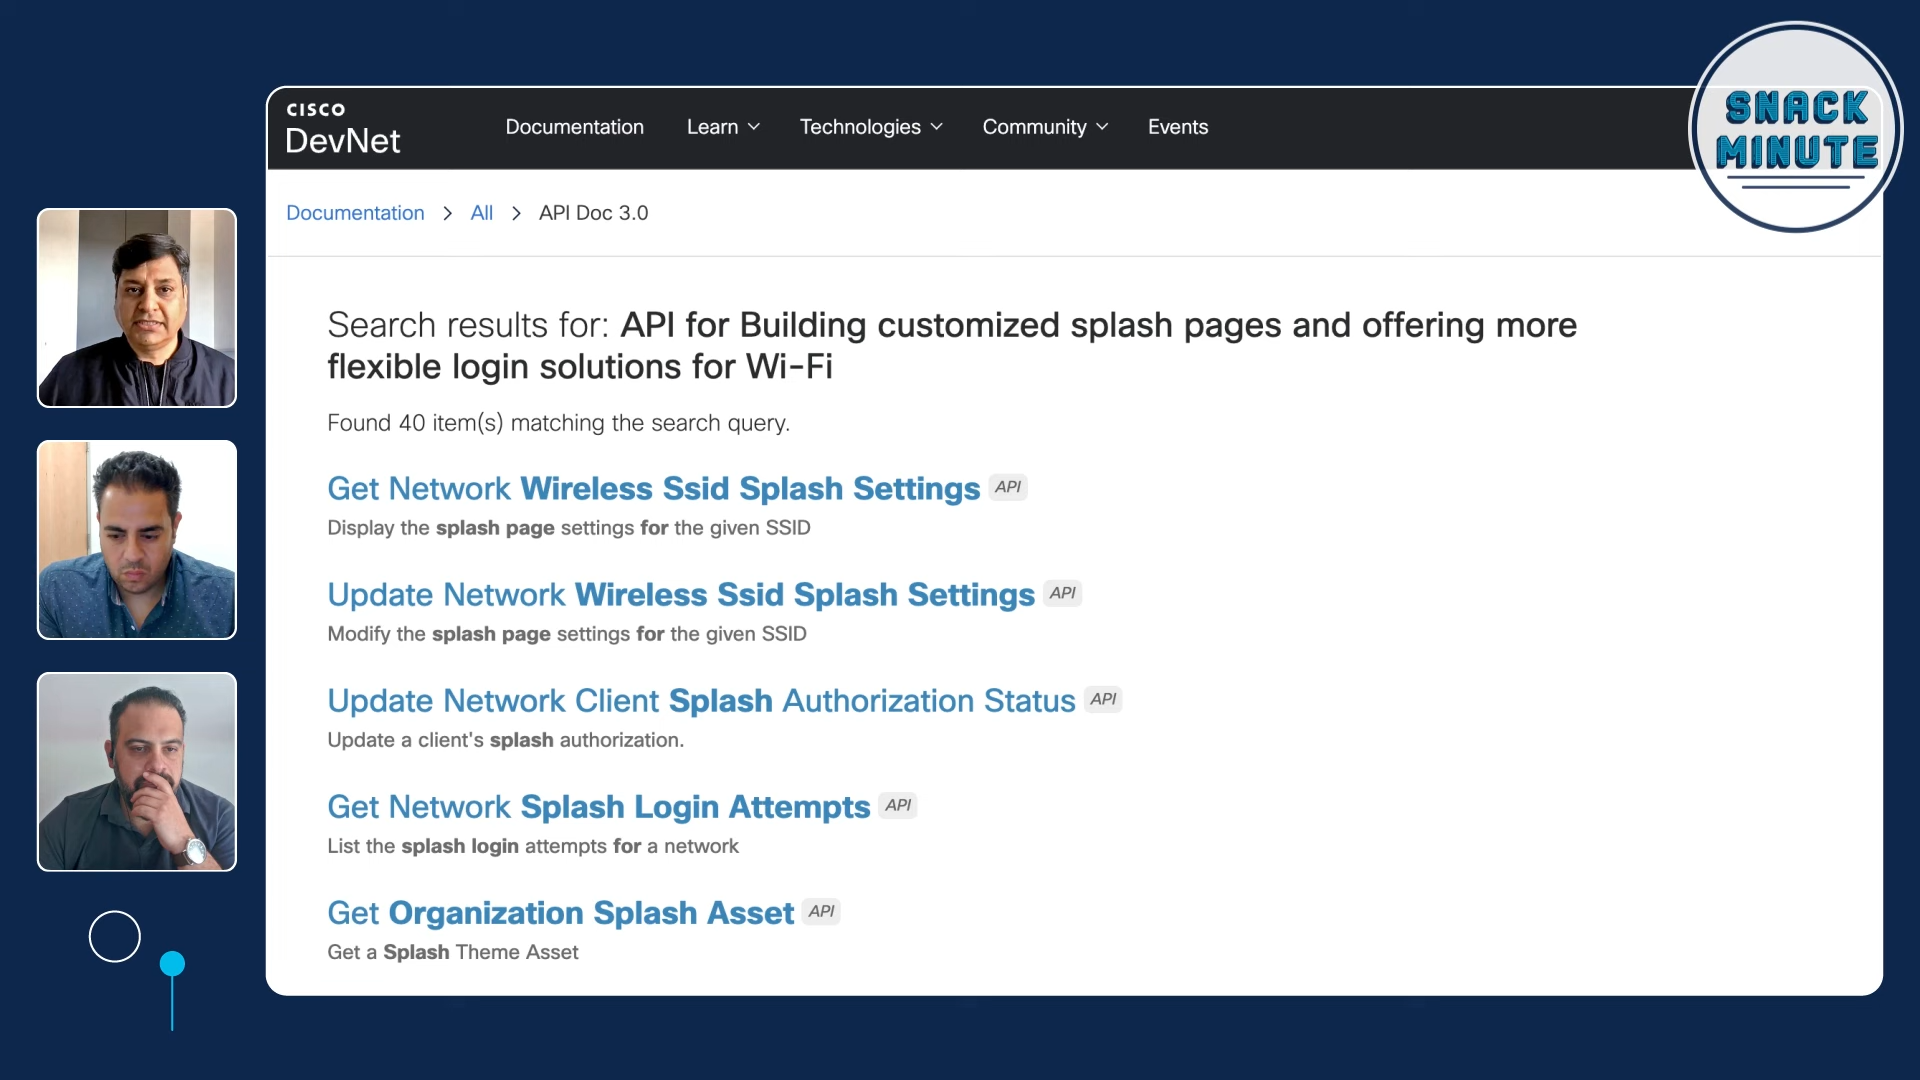 CISCO
DevNet
Documentation
Learn
Technologies
Community
Events
SNACK
MINUTE
Documentation > All > API Doc 3.0
Search results for: API for Building customized splash pages and offering more
flexible login solutions for Wi-Fi
Found 40 item(s) matching the search query.
Get Network Wireless Ssid Splash Settings API
Display the splash page settings for the given SSID
Update Network Wireless Ssid Splash Settings API
Modify the splash page settings for the given SSID
Update Network Client Splash Authorization Status API
Update a client's splash authorization.
Get Network Splash Login Attempts API
List the splash login attempts for a network
Get Organization Splash Asset API
Get a Splash Theme Asset